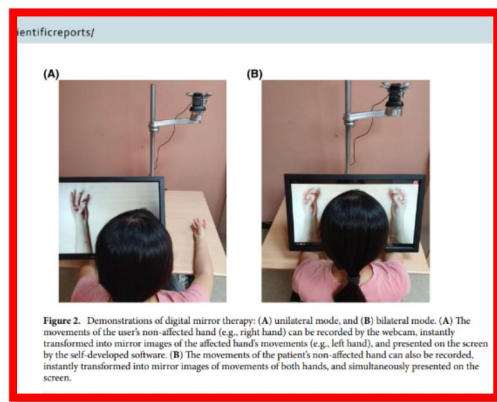 ientificreports/
(A)
(B)
Figure 2. Demonstrations of digital mirror therapy: (A) unilateral mode, and (B) bilateral mode. (A) The
movements of the user's non-affected hand (e.g., right hand) can be recorded by the webcam, instantly
transformed into mirror images of the affected hand's movements (e.g., left hand), and presented on the screen
by the self-developed software. (B) The movements of the patient's non-affected hand can also be recorded,
instantly transformed into mirror images of movements of both hands, and simultaneously presented on the
screen.